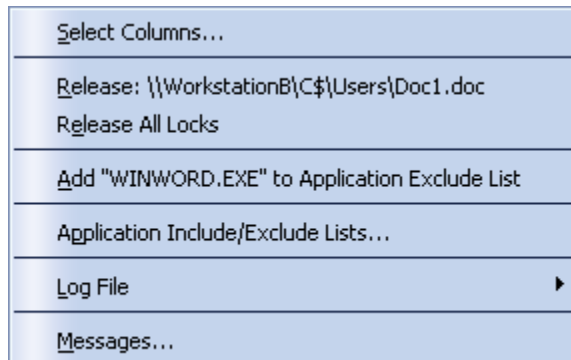 Select Columns...
Release: \\WorkstationB\C$\Users\Doc1.doc
Release All Locks
Add "WINWORD.EXE" to Application Exclude List
Application Include/Exclude Lists...
Log File
Messages...